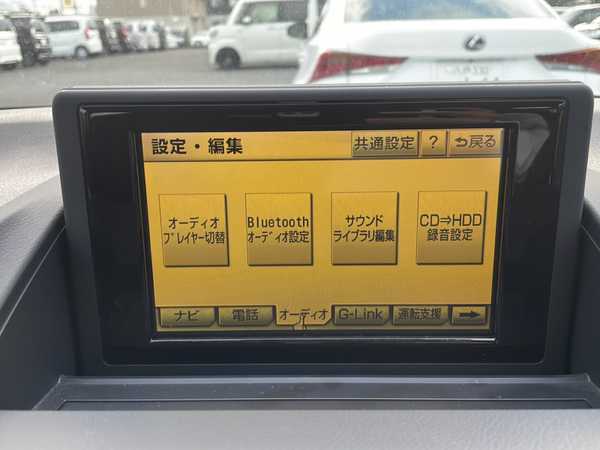 設定・編集
共通設定
?
戻る
オーディオ
プレイヤー切替
Bluetooth
オーディオ設定
サウンド
ライブラリ編集
CD⇒HDD
録音設定
ナビ
電話
オーディオ
G-Link
運転支援